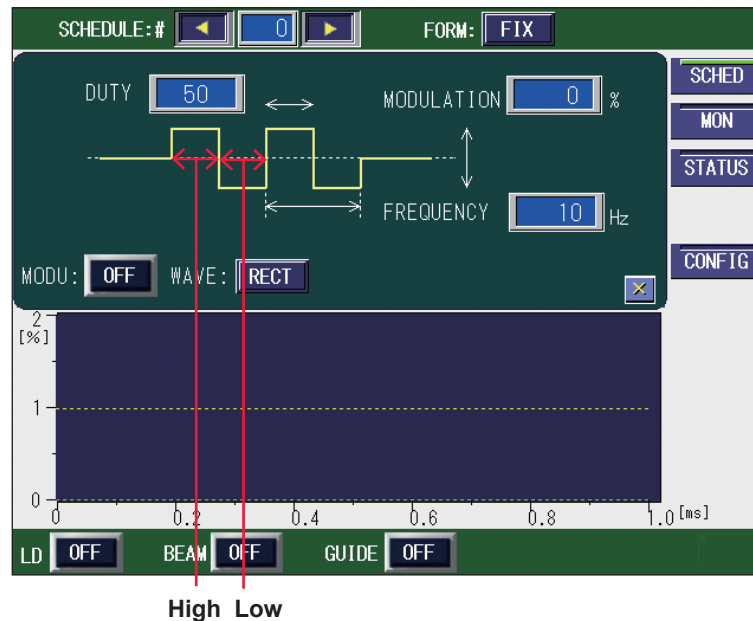 SCHEDULE:# 0 FORM: FIX
DUTY 50 MODULATION 0 %
FREQUENCY 10 Hz
MODU: OFF WAVE: RECT
SCHED
MON
STATUS
CONFIG
2
[%]
1
0
0 0.2 0.4 0.6 0.8 1.0 [ms]
LD OFF BEAM OFF GUIDE OFF
High Low